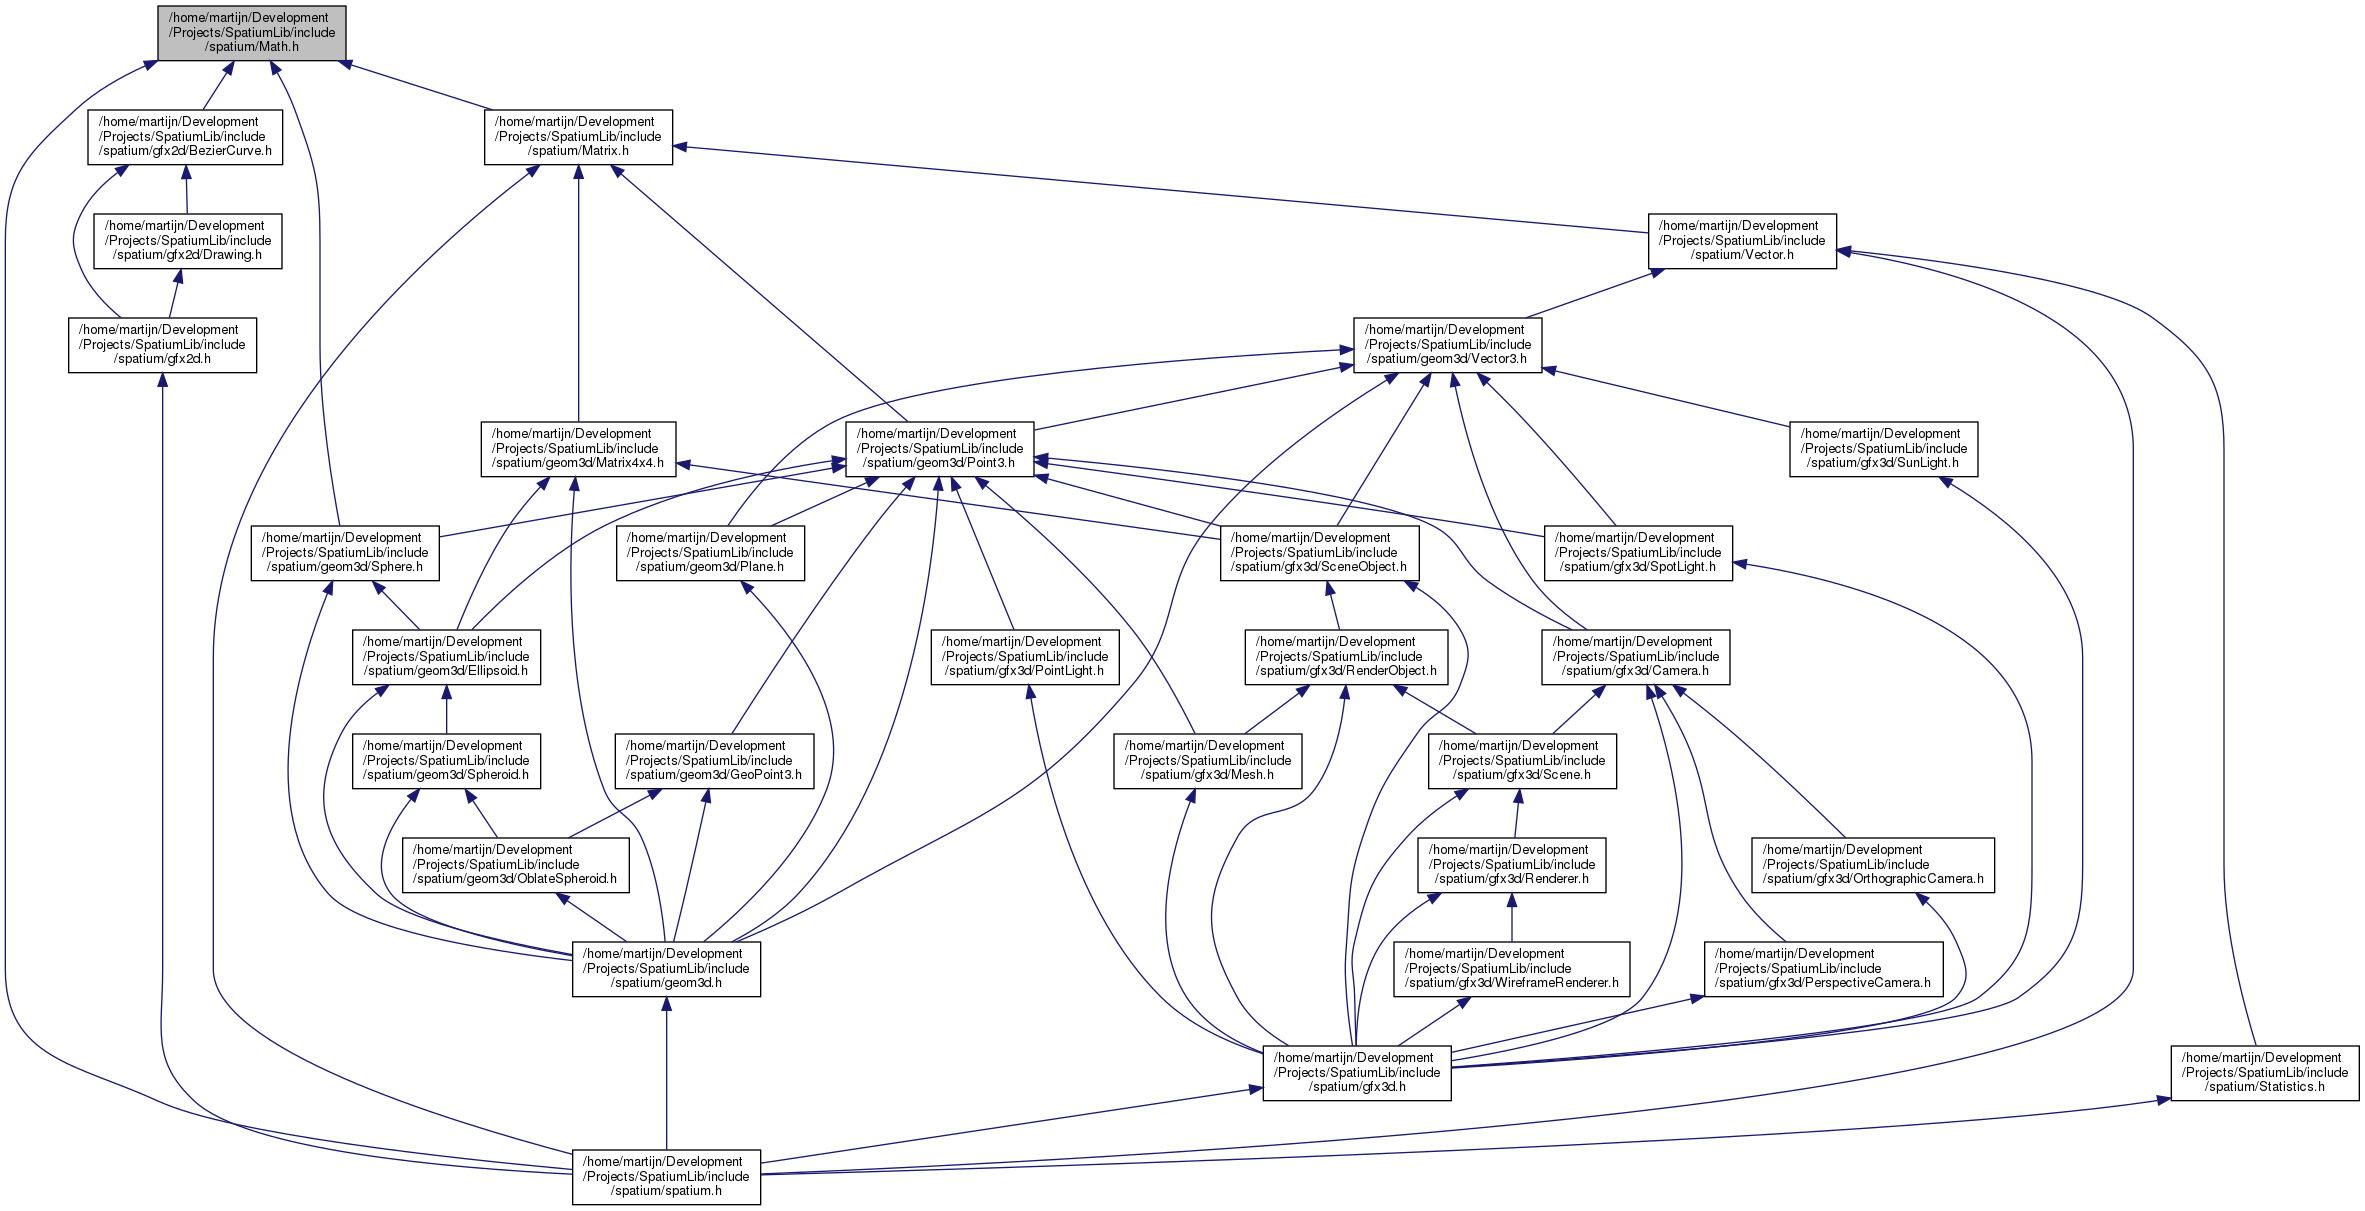 /home/martijn/Development
/Projects/SpatiumLib/include
/spatium/Math.h
/home/martijn/Development
/Projects/SpatiumLib/include
/spatium/gfx2d/BezierCurve.h
/home/martijn/Development
/Projects/SpatiumLib/include
/spatium/Matrix.h
/home/martijn/Development
/Projects/SpatiumLib/include
/spatium/gfx2d/Drawing.h
/home/martijn/Development
/Projects/SpatiumLib/include
/spatium/Vector.h
/home/martijn/Development
/Projects/SpatiumLib/include
/spatium/gfx2d.h
/home/martijn/Development
/Projects/SpatiumLib/include
/spatium/geom3d/Vector3.h
/home/martijn/Development
/Projects/SpatiumLib/include
/spatium/geom3d/Matrix4x4.h
/home/martijn/Development
/Projects/SpatiumLib/include
/spatium/geom3d/Point3.h
/home/martijn/Development
/Projects/SpatiumLib/include
/spatium/gfx3d/SunLight.h
/home/martijn/Development
/Projects/SpatiumLib/include
/spatium/geom3d/Sphere.h
/home/martijn/Development
/Projects/SpatiumLib/include
/spatium/geom3d/Plane.h
/home/martijn/Development
/Projects/SpatiumLib/include
/spatium/gfx3d/SceneObject.h
/home/martijn/Development
/Projects/SpatiumLib/include
/spatium/gfx3d/SpotLight.h
/home/martijn/Development
/Projects/SpatiumLib/include
/spatium/geom3d/Ellipsoid.h
/home/martijn/Development
/Projects/SpatiumLib/include
/spatium/gfx3d/PointLight.h
/home/martijn/Development
/Projects/SpatiumLib/include
/spatium/gfx3d/RenderObject.h
/home/martijn/Development
/Projects/SpatiumLib/include
/spatium/gfx3d/Camera.h
/home/martijn/Development
/Projects/SpatiumLib/include
/spatium/geom3d/Spheroid.h
/home/martijn/Development
/Projects/SpatiumLib/include
/spatium/geom3d/GeoPoint3.h
/home/martijn/Development
/Projects/SpatiumLib/include
/spatium/gfx3d/Mesh.h
/home/martijn/Development
/Projects/SpatiumLib/include
/spatium/gfx3d/Scene.h
/home/martijn/Development
/Projects/SpatiumLib/include
/spatium/geom3d/OblateSpheroid.h
/home/martijn/Development
/Projects/SpatiumLib/include
/spatium/gfx3d/Renderer.h
/home/martijn/Development
/Projects/SpatiumLib/include
/spatium/gfx3d/OrthographicCamera.h
/home/martijn/Development
/Projects/SpatiumLib/include
/spatium/geom3d.h
/home/martijn/Development
/Projects/SpatiumLib/include
/spatium/gfx3d/WireframeRenderer.h
/home/martijn/Development
/Projects/SpatiumLib/include
/spatium/gfx3d/PerspectiveCamera.h
/home/martijn/Development
/Projects/SpatiumLib/include
/spatium/gfx3d.h
/home/martijn/Development
/Projects/SpatiumLib/include
/spatium/Statistics.h
/home/martijn/Development
/Projects/SpatiumLib/include
/spatium/spatium.h